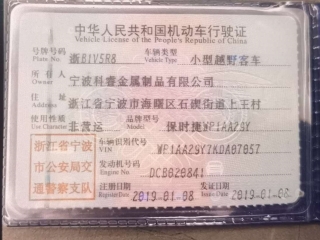 中华人民共和国机动车行驶证
Vehicle License of the People's Republic of China
号牌号码 浙B1V5R8 车辆类型 小型越野客车
Plate No. Vehicle Type
所有人 宁波科睿金属制品有限公司
Owner
住址 浙江省宁波市海曙区石碶街道上王村
Address
使用性质 非营运 品牌型号 保时捷WP1AA29Y
Use Character Model
浙江省宁波市公安局交通警察支队
车辆识别代号
VIN
发动机号码 DCB020841
Engine No.
注册日期 2019-01-08 发证日期 2019-01-08
Register Date Issue Date